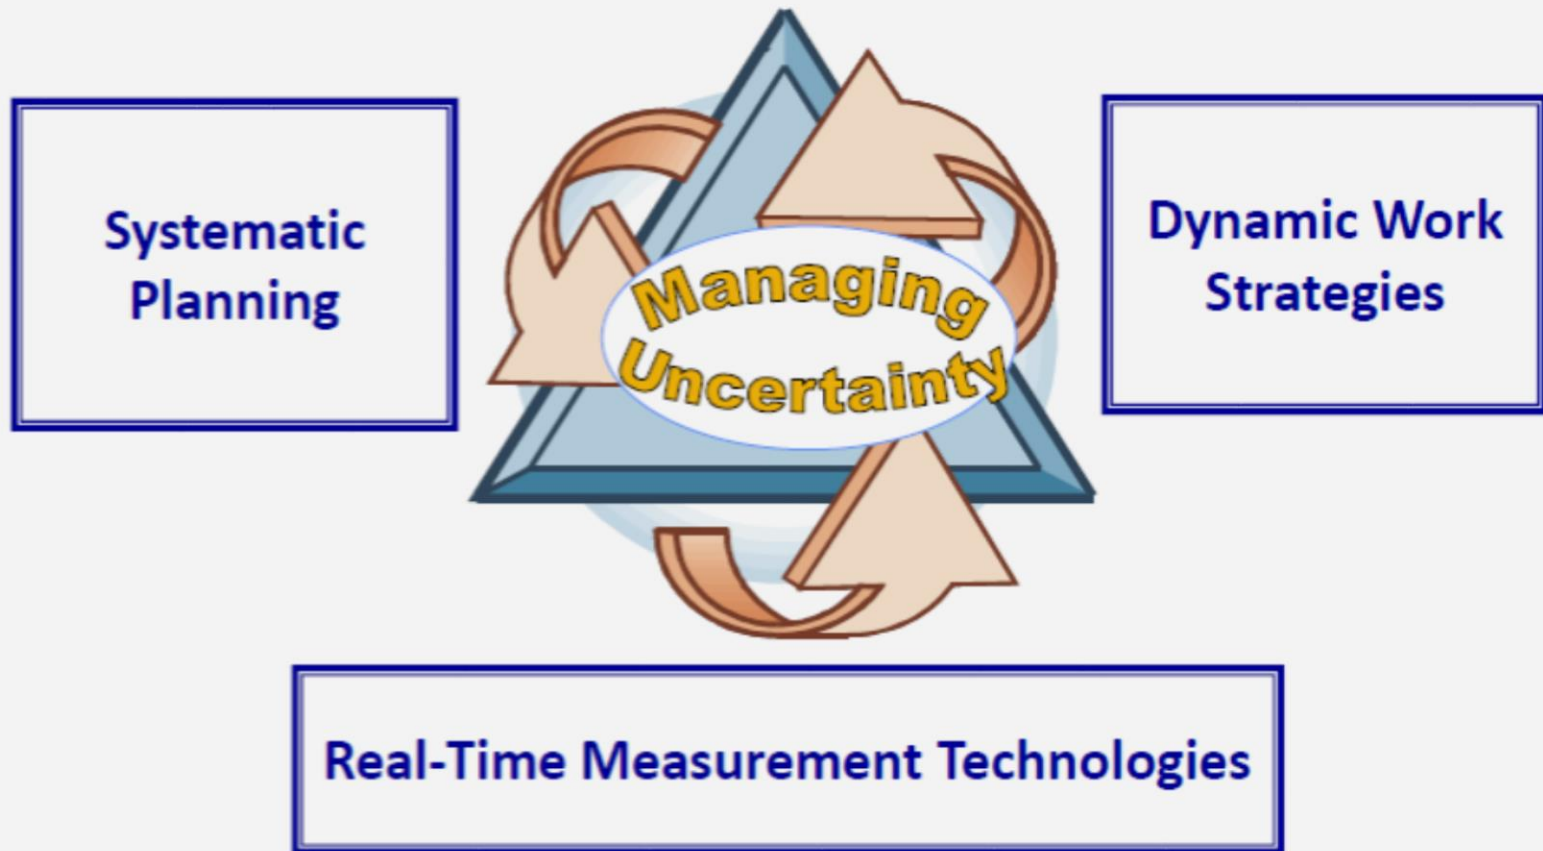 Systematic
Planning
Managing
Uncertainty
Dynamic Work
Strategies
Real-Time Measurement Technologies